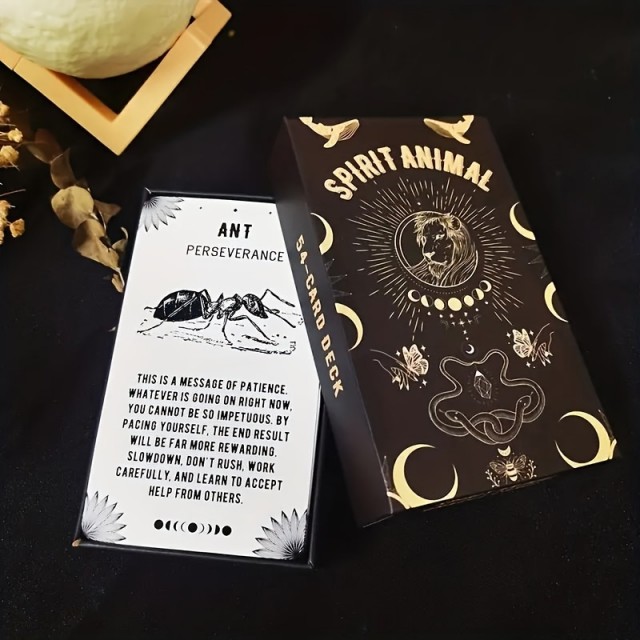 ANT
PERSEVERANCE
THIS IS A MESSAGE OF PATIENCE.
WHATEVER IS GOING ON RIGHT NOW,
YOU CANNOT BE SO IMPETUOUS. BY
PACING YOURSELF, THE END RESULT
WILL BE FAR MORE REWARDING.
SLOWDOWN, DON'T RUSH, WORK
CAREFULLY, AND LEARN TO ACCEPT
HELP FROM OTHERS.
54-CARD DECK
SPIRIT ANIMAL